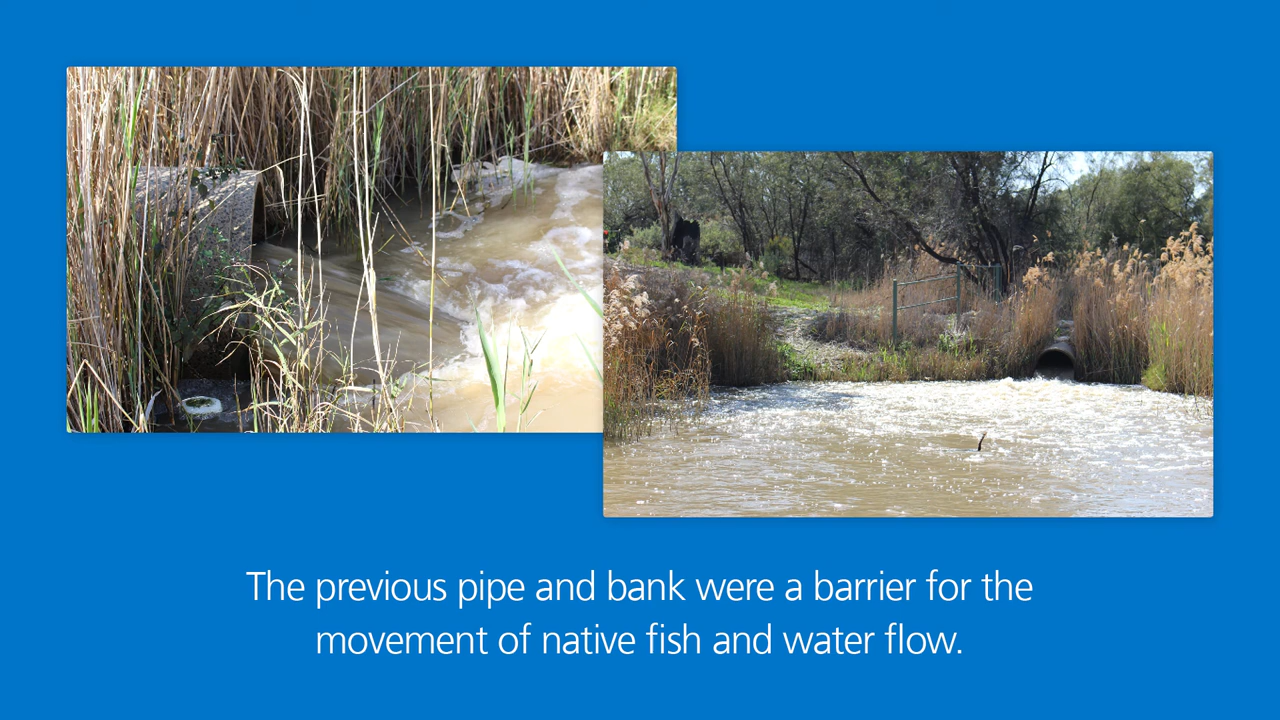 The previous pipe and bank were a barrier for the
movement of native fish and water flow.